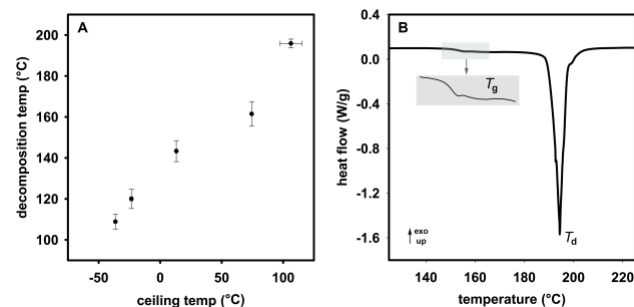 A
200
180
160
140
120
100
-50
0
50
100
decomposition temp (°C)
ceiling temp (°C)
B
0.4
0.0
-0.4
-0.8
-1.2
-1.6
140
160
180
200
220
heat flow (W/g)
temperature (°C)
Tg
Td
exo
up